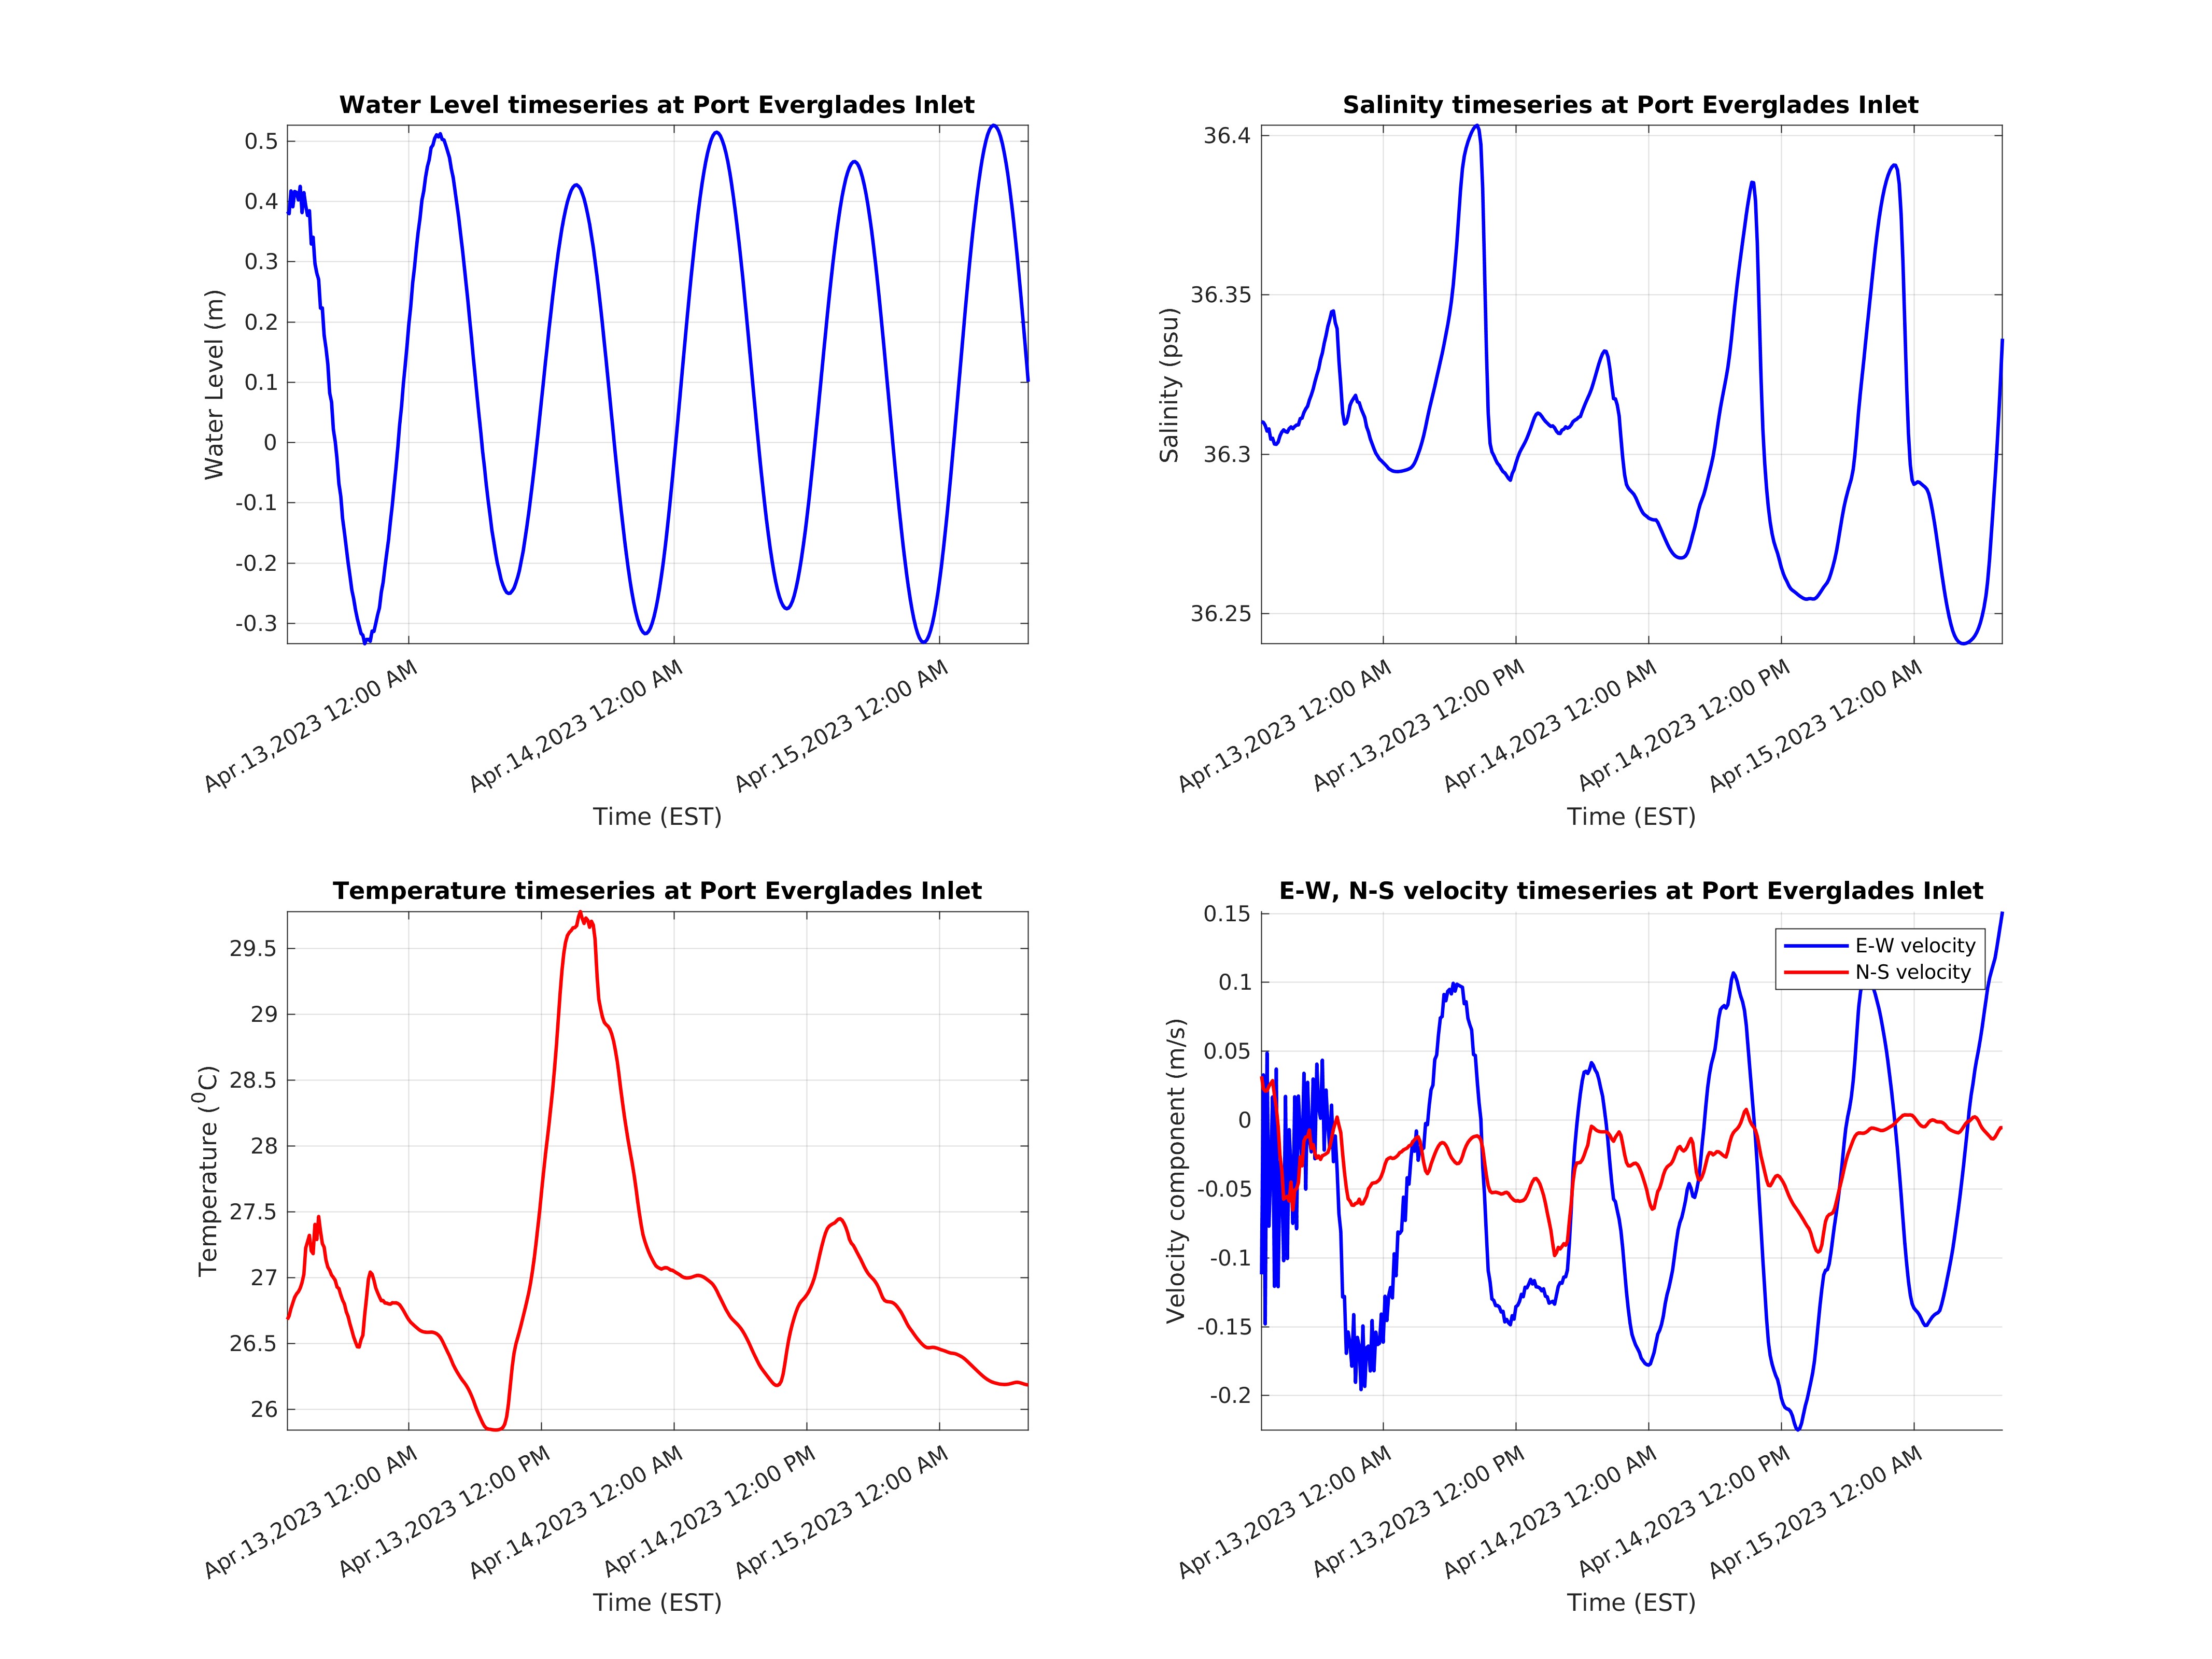 Water Level timeseries at Port Everglades Inlet
0.5
0.4
0.3
0.2
0.1
0
-0.1
-0.2
-0.3
Water Level (m)
Apr.13,2023 12:00 AM
Apr.14,2023 12:00 AM
Apr.15,2023 12:00 AM
Time (EST)
Salinity timeseries at Port Everglades Inlet
36.4
36.35
36.3
36.25
Salinity (psu)
Apr.13,2023 12:00 AM
Apr.13,2023 12:00 PM
Apr.14,2023 12:00 AM
Apr.14,2023 12:00 PM
Apr.15,2023 12:00 AM
Time (EST)
Temperature timeseries at Port Everglades Inlet
29.5
29
28.5
28
27.5
27
26.5
26
Temperature (⁰C)
Apr.13,2023 12:00 AM
Apr.13,2023 12:00 PM
Apr.14,2023 12:00 AM
Apr.14,2023 12:00 PM
Apr.15,2023 12:00 AM
Time (EST)
E-W, N-S velocity timeseries at Port Everglades Inlet
0.15
0.1
0.05
0
-0.05
-0.1
-0.15
-0.2
Velocity component (m/s)
E-W velocity
N-S velocity
Apr.13,2023 12:00 AM
Apr.13,2023 12:00 PM
Apr.14,2023 12:00 AM
Apr.14,2023 12:00 PM
Apr.15,2023 12:00 AM
Time (EST)